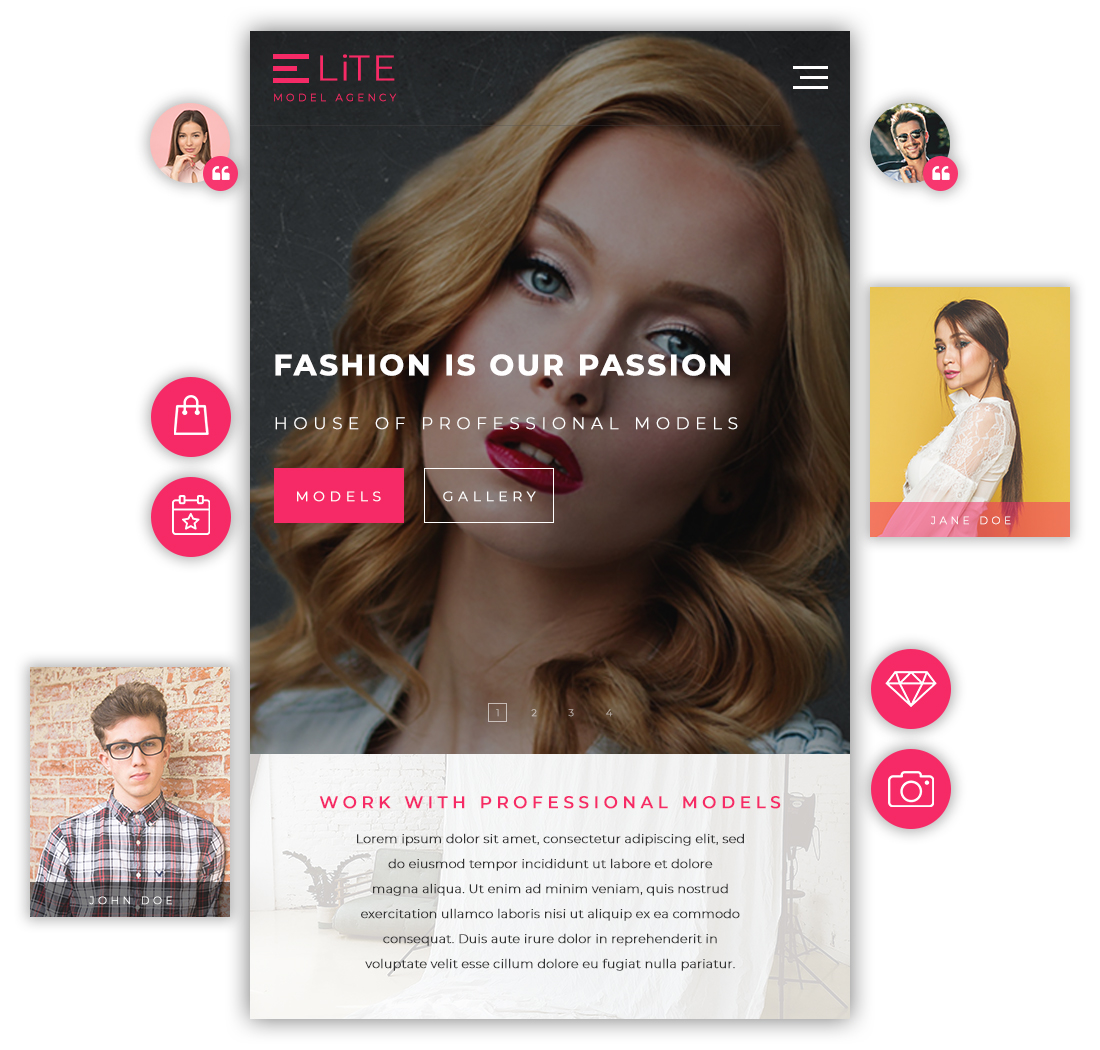 ELiTE
MODEL AGENCY
FASHION IS OUR PASSION
HOUSE OF PROFESSIONAL MODELS
MODELS
GALLERY
JANE DOE
1 2 3 4
WORK WITH PROFESSIONAL MODELS
Lorem ipsum dolor sit amet, consectetur adipiscing elit, sed
do eiusmod tempor incididunt ut labore et dolore
magna aliqua. Ut enim ad minim veniam, quis nostrud
exercitation ullamco laboris nisi ut aliquip ex ea commodo
consequat. Duis aute irure dolor in reprehenderit in
voluptate velit esse cillum dolore eu fugiat nulla pariatur.
JOHN DOE